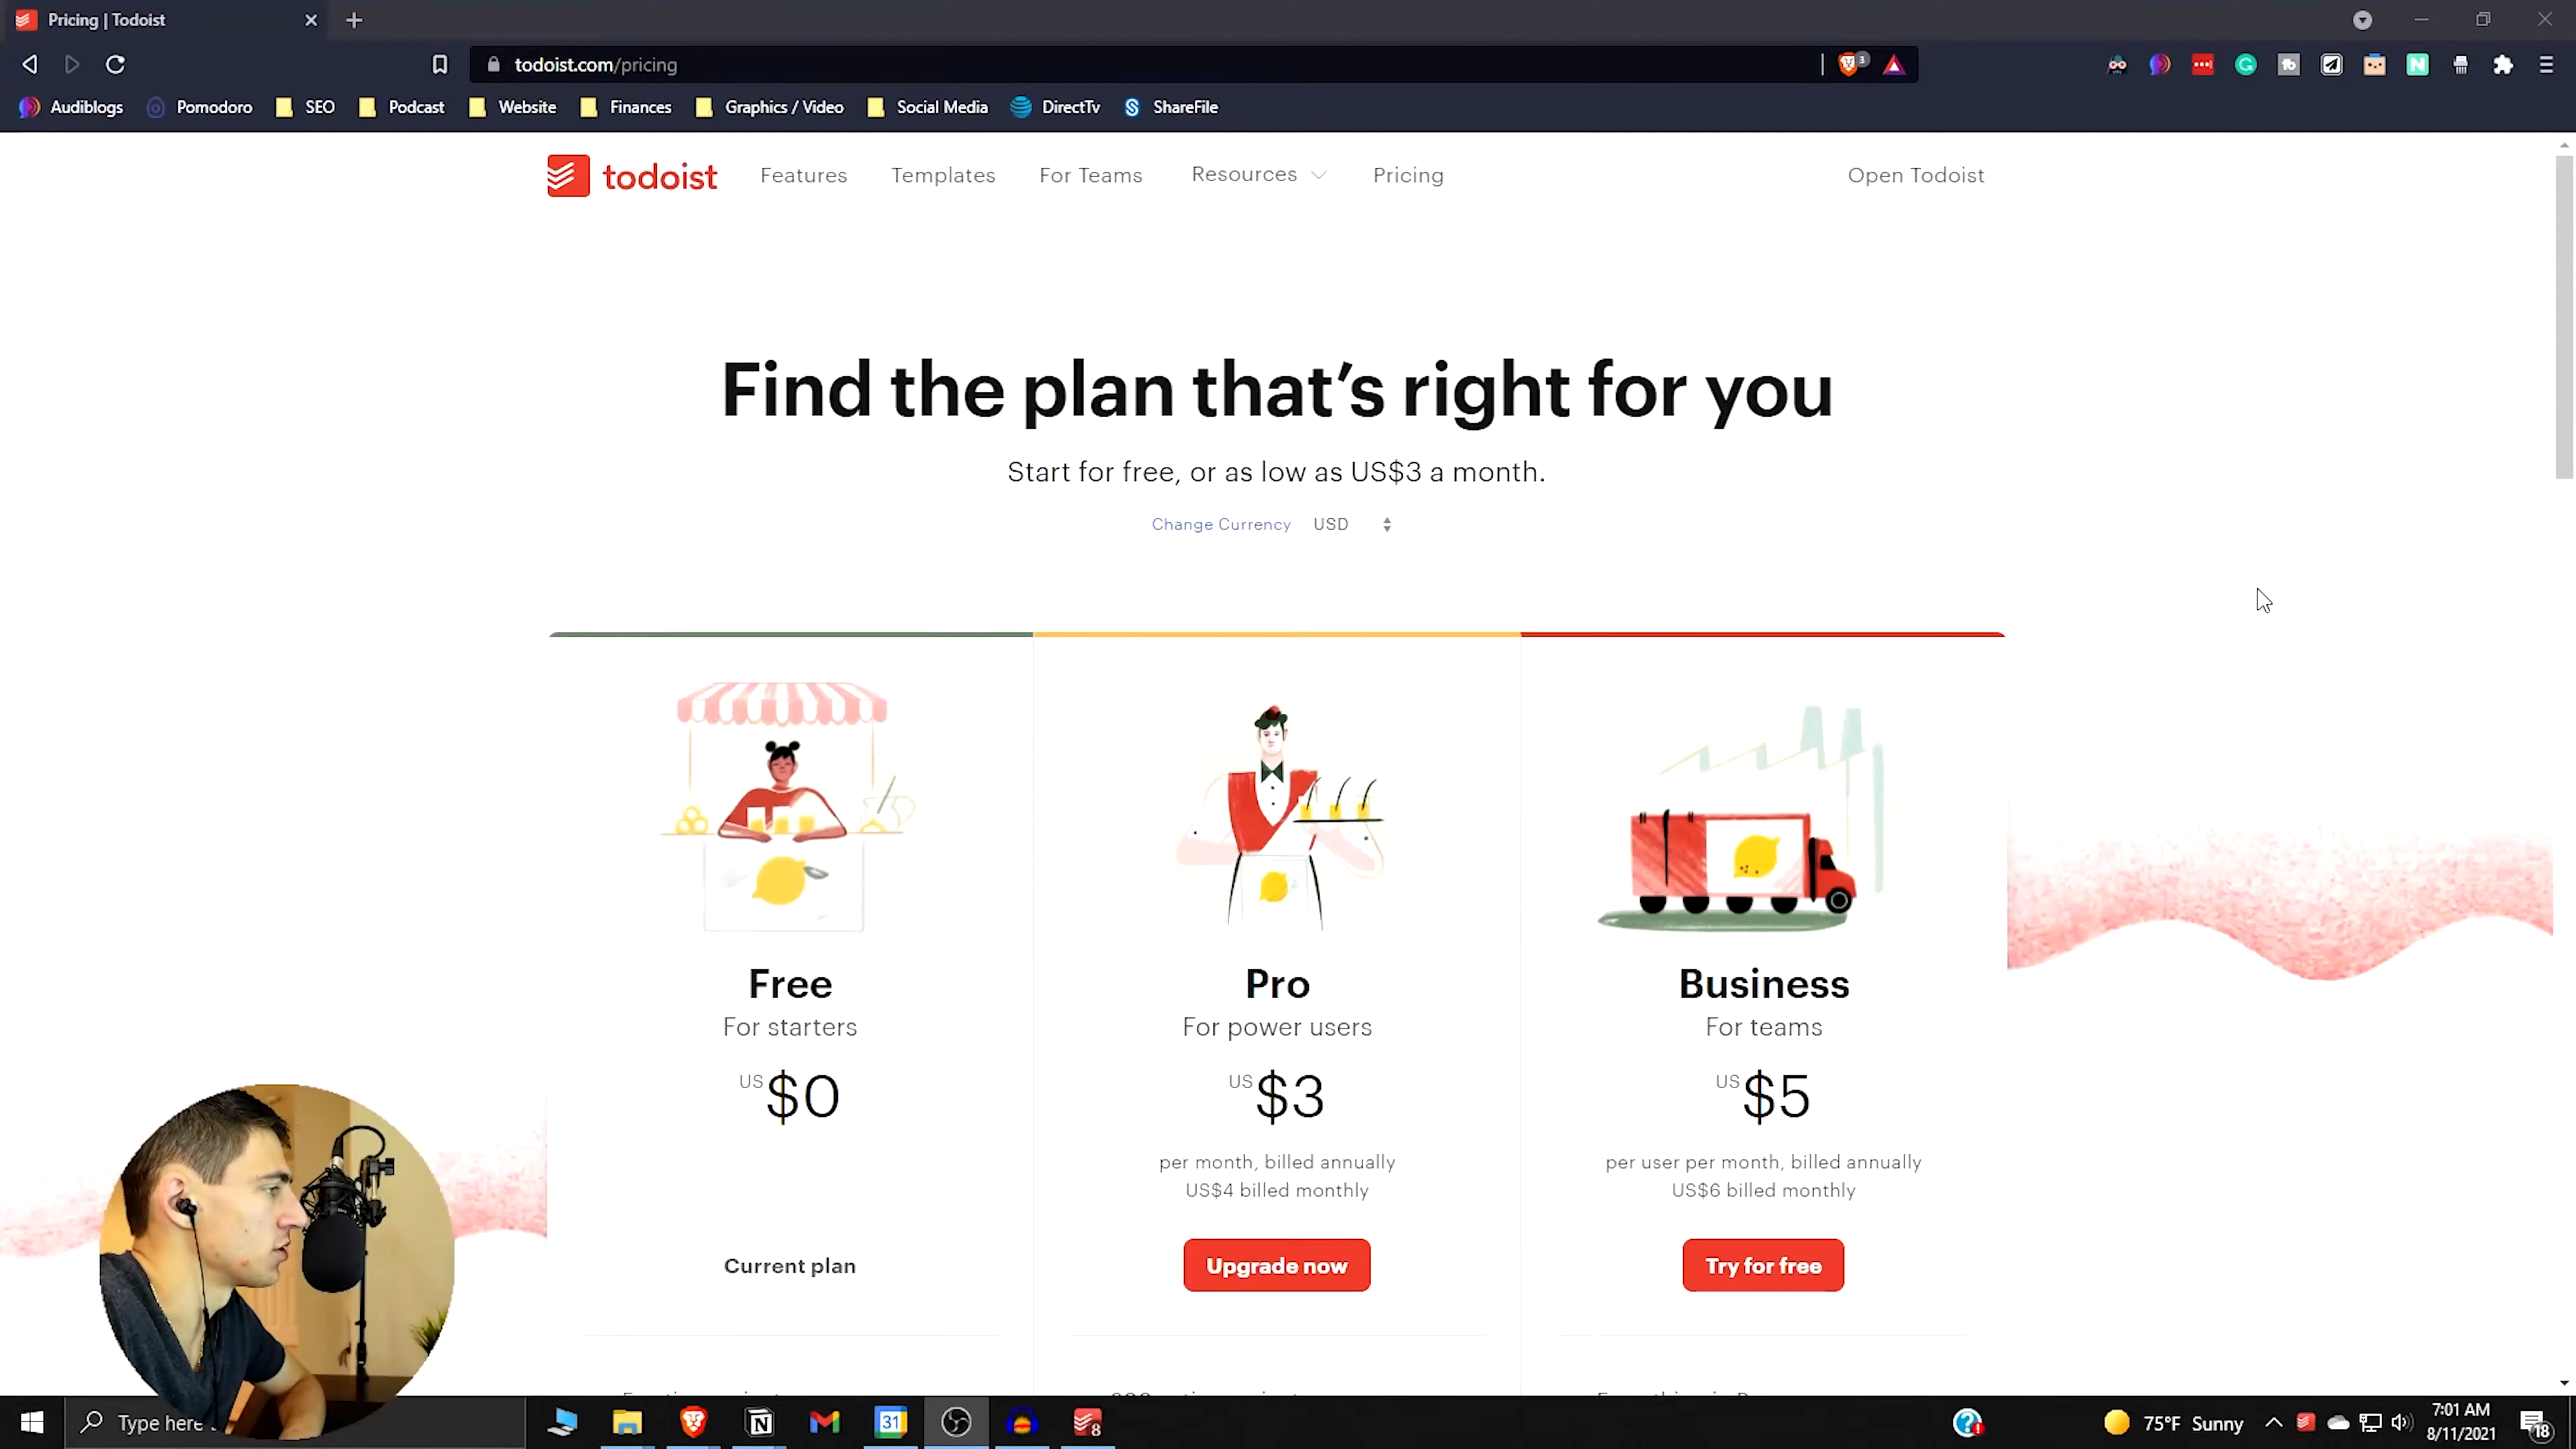 Pricing | Todoist
todoist.com/pricing
3
Audiblogs Pomodoro SEO Podcast Website Finances Graphics / Video Social Media DirectTv ShareFile
todoist Features Templates For Teams Resources Pricing Open Todoist
Find the plan that's right for you
Start for free, or as low as US$3 a month.
Change Currency USD
Free
For starters
US $0
Current plan
Pro
For power users
US $3
per month, billed annually
US$4 billed monthly
Upgrade now
Business
For teams
US $5
per user per month, billed annually
US$6 billed monthly
Try for free
Type here
31
8
75°F Sunny
7:01 AM
8/11/2021
18